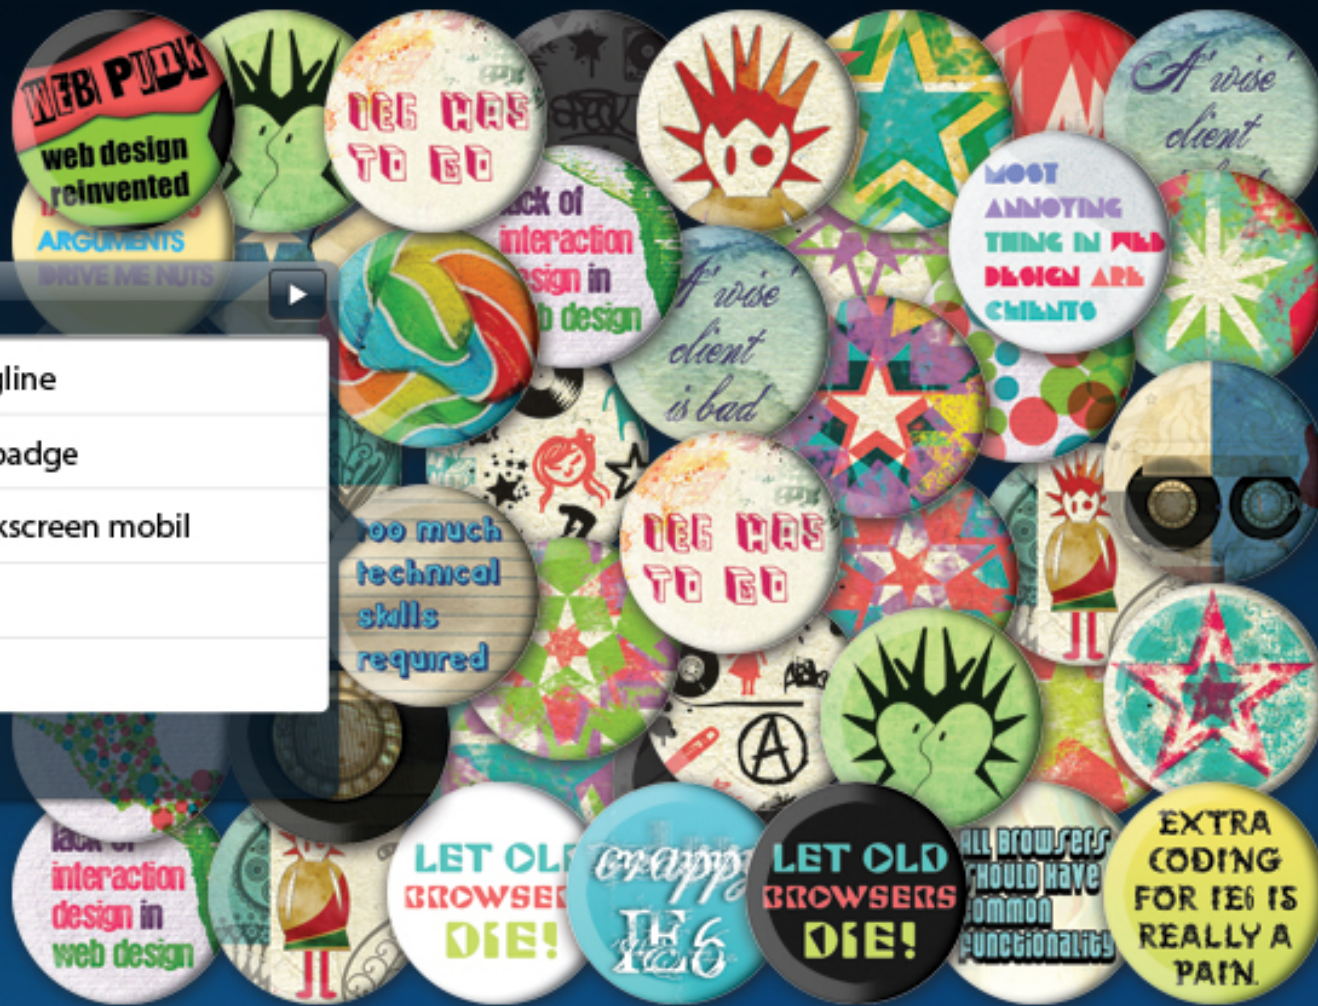 WEB PUNK
web design
reinvented
IE6 HAS
TO GO
A 'wise'
client
ARGUMENTS
DRIVE ME NUTS
lack of
interaction
design in
web design
MOST
ANNOYING
THING IN WEB
DESIGN ARE
CLIENTS
A 'wise'
client
is bad
badge
mobil
too much
technical
skills
required
IE6 HAS
TO GO
A
lack of
interaction
design in
web design
LET OLD
BROWSERS
DIE!
crappy
IE6
LET OLD
BROWSERS
DIE!
ALL BROWSERS
SHOULD HAVE
COMMON
FUNCTIONALITY
EXTRA
CODING
FOR IE6 IS
REALLY A
PAIN.